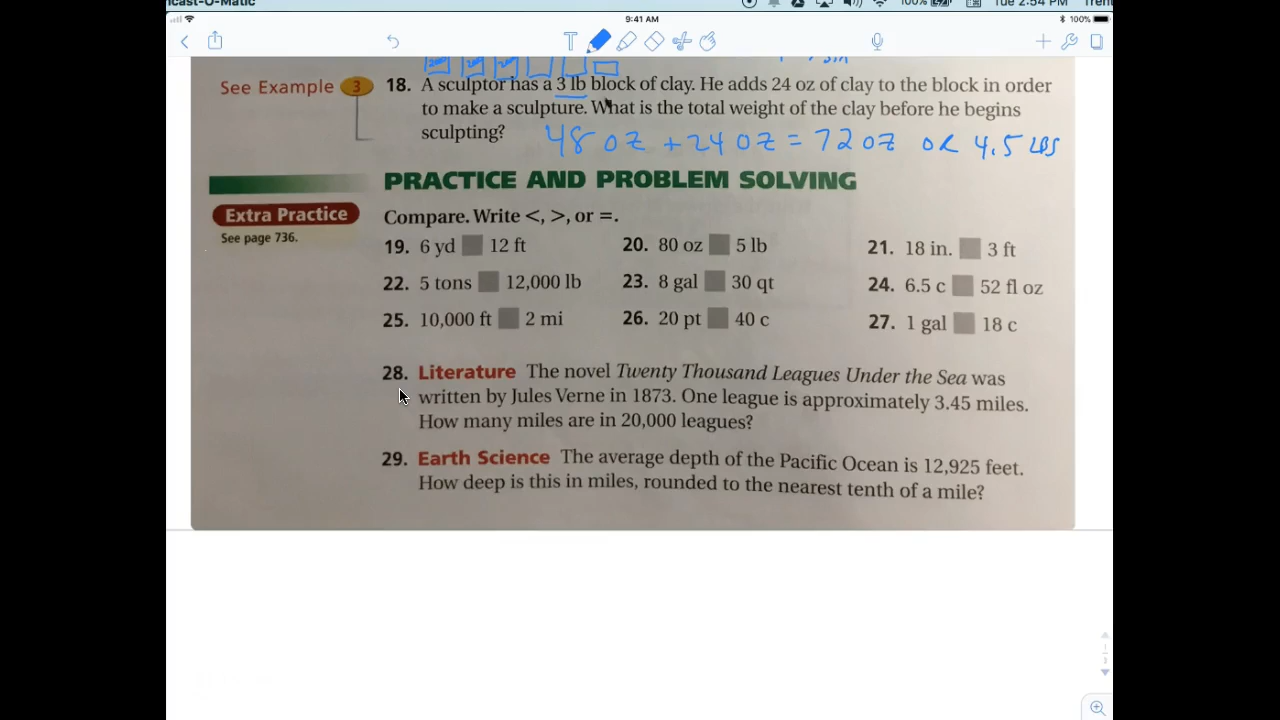 ncast-O-Matic
100%
Tue 2:54 PM
Trent
9:41 AM
100%
See Example 3
18. A sculptor has a 3 lb block of clay. He adds 24 oz of clay to the block in order
to make a sculpture. What is the total weight of the clay before he begins
sculpting?
48 oz + 24 oz = 72 oz OR 4.5 LBS
PRACTICE AND PROBLEM SOLVING
Extra Practice
See page 736.
Compare. Write <, >, or =.
19. 6 yd 12 ft 20. 80 oz 5 lb 21. 18 in. 3 ft
22. 5 tons 12,000 lb 23. 8 gal 30 qt 24. 6.5 c 52 fl oz
25. 10,000 ft 2 mi 26. 20 pt 40 c 27. 1 gal 18 c
28. Literature The novel Twenty Thousand Leagues Under the Sea was
written by Jules Verne in 1873. One league is approximately 3.45 miles.
How many miles are in 20,000 leagues?
29. Earth Science The average depth of the Pacific Ocean is 12,925 feet.
How deep is this in miles, rounded to the nearest tenth of a mile?